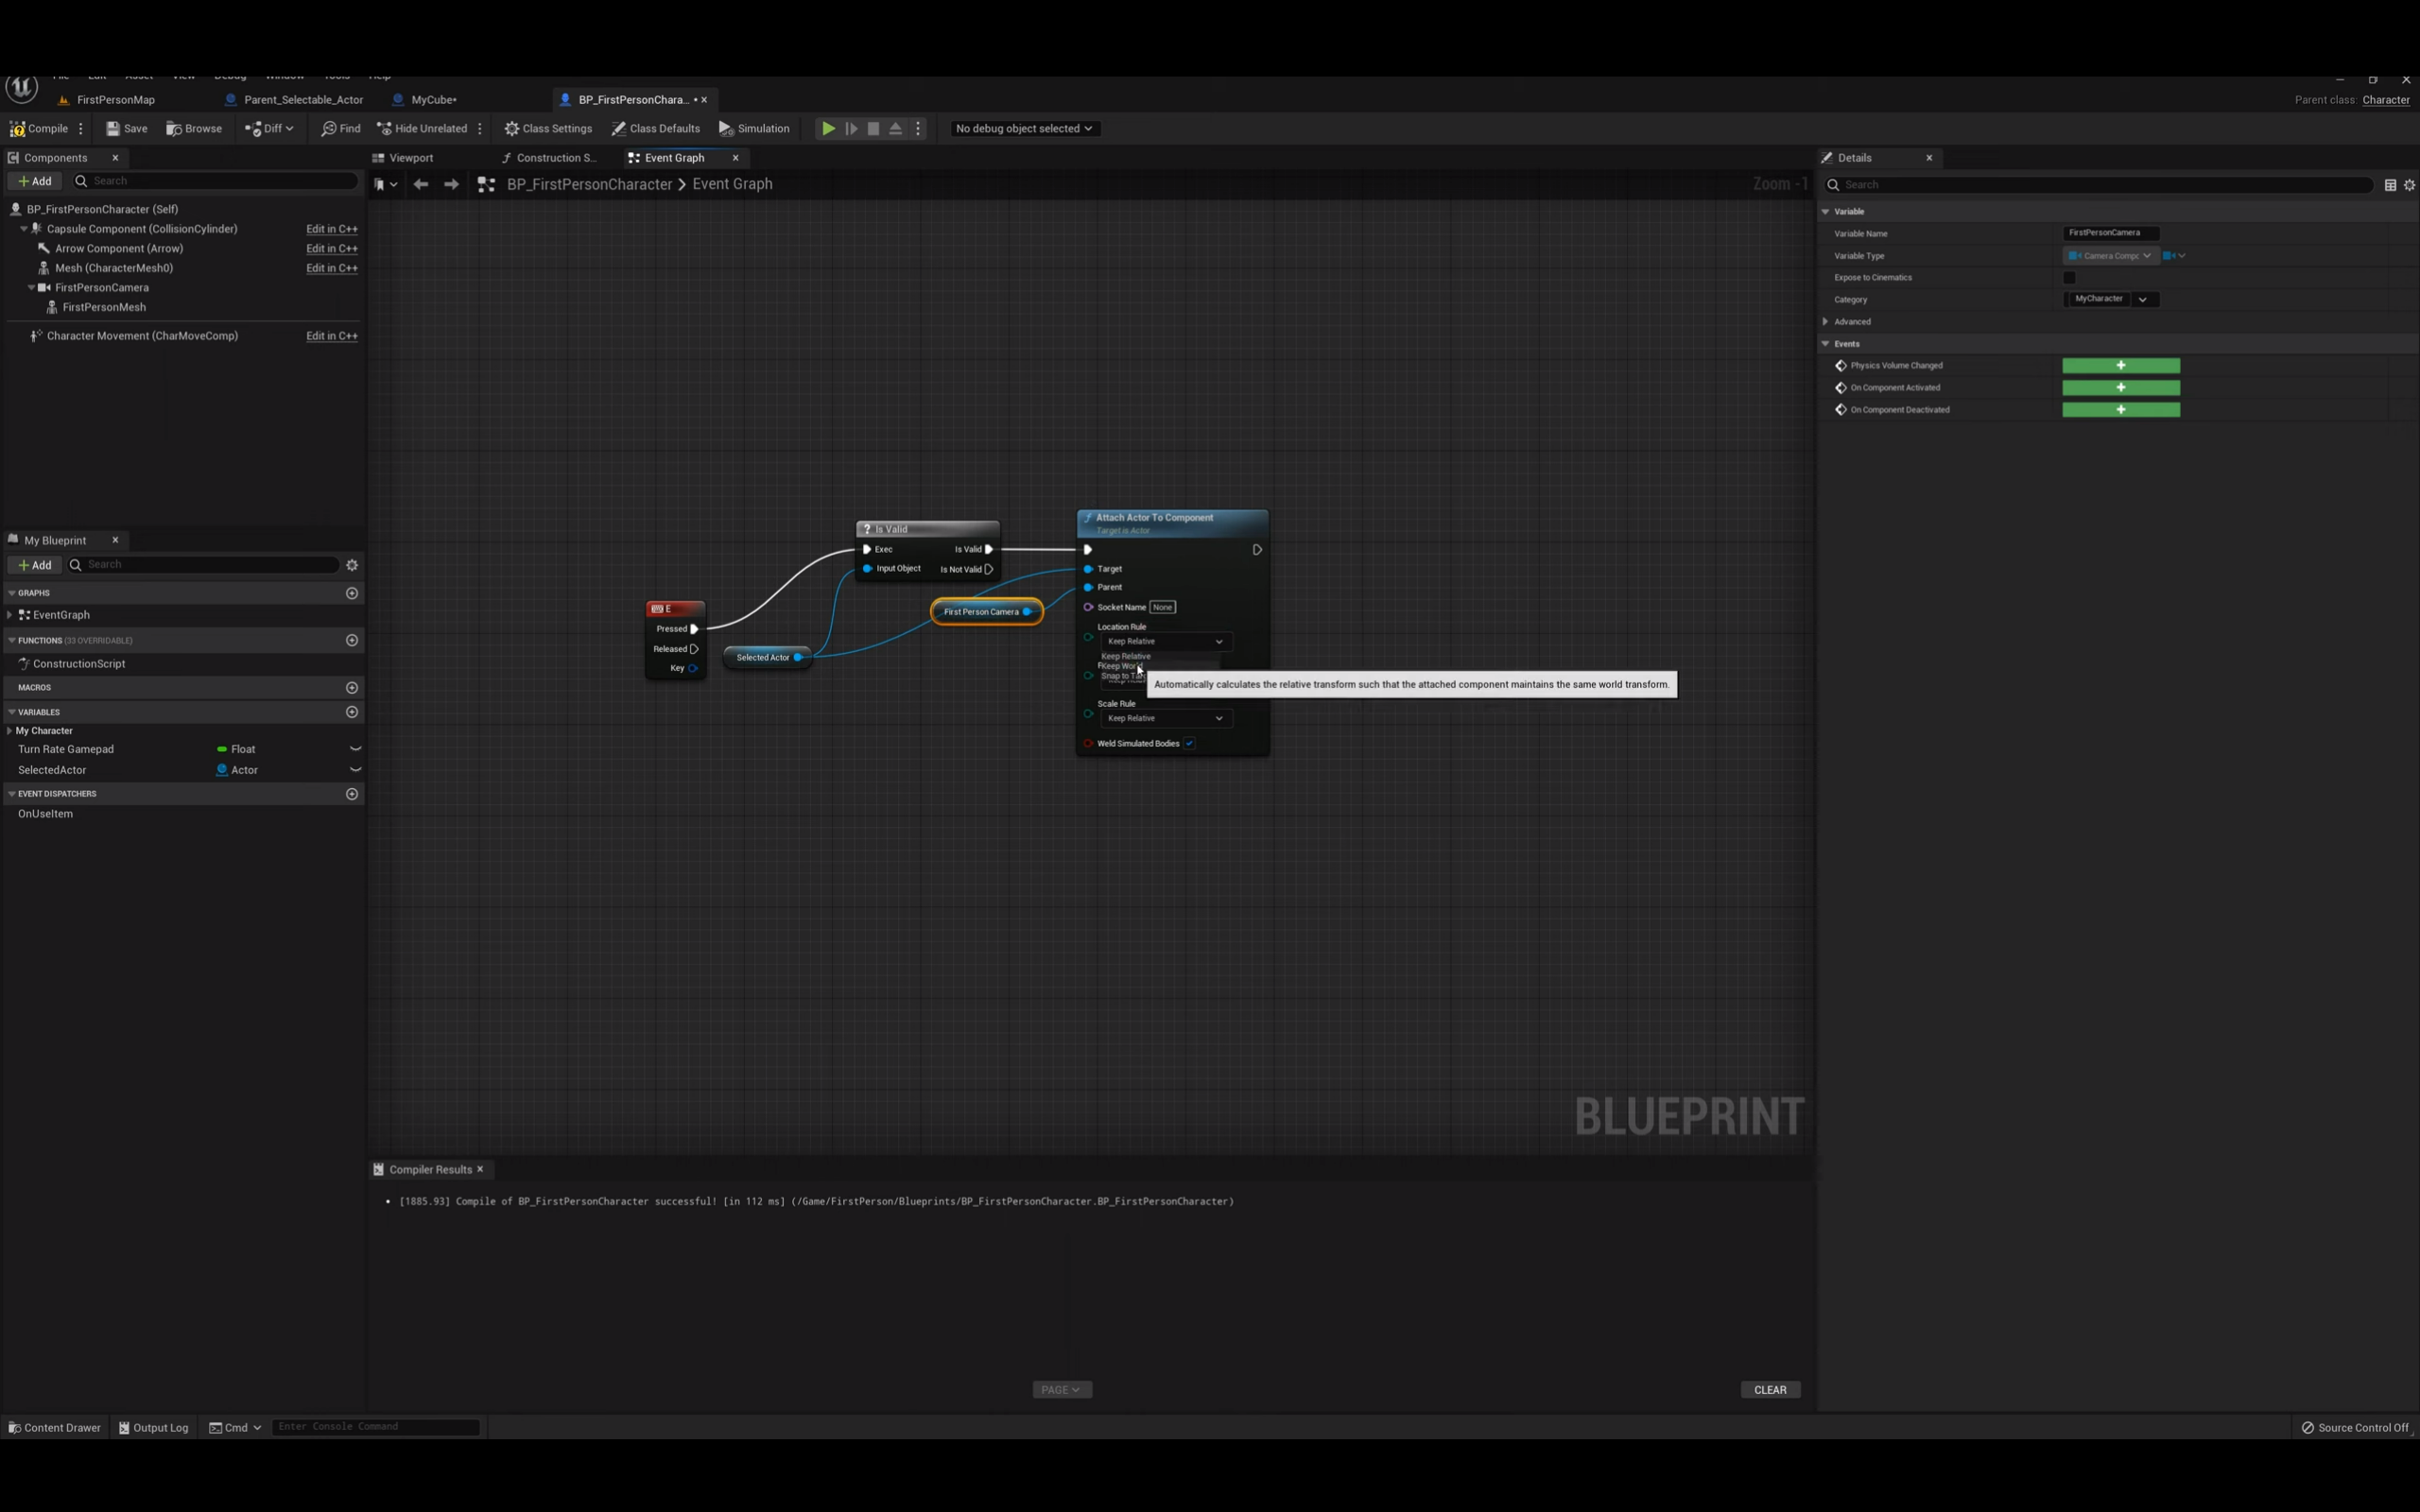 File Edit Asset View Debug Window Tools Help
FirstPersonMap Parent_Selectable_Actor MyCube• BP_FirstPersonChara... •
Parent class: Character
Compile Save Browse Diff Find Hide Unrelated Class Settings Class Defaults Simulation No debug object selected
Components
Add Search
BP_FirstPersonCharacter (Self)
Capsule Component (CollisionCylinder) Edit in C++
Arrow Component (Arrow) Edit in C++
Mesh (CharacterMesh0) Edit in C++
FirstPersonCamera
FirstPersonMesh
Character Movement (CharMoveComp) Edit in C++
My Blueprint
Add Search
GRAPHS
EventGraph
FUNCTIONS (33 OVERRIDABLE)
ConstructionScript
MACROS
VARIABLES
My Character
Turn Rate Gamepad Float
SelectedActor Actor
EVENT DISPATCHERS
OnUseItem
Viewport Construction S... Event Graph
BP_FirstPersonCharacter > Event Graph
Zoom -1
E
Pressed
Released
Key
Selected Actor
? Is Valid
Exec Is Valid
Input Object Is Not Valid
First Person Camera
f Attach Actor To Component
Target is Actor
Target
Parent
Socket Name None
Location Rule
Keep Relative
Keep Relative
Keep World
Snap to Tar
Automatically calculates the relative transform such that the attached component maintains the same world transform.
Scale Rule
Keep Relative
Weld Simulated Bodies
BLUEPRINT
Compiler Results
• [1885.93] Compile of BP_FirstPersonCharacter successful! [in 112 ms] (/Game/FirstPerson/Blueprints/BP_FirstPersonCharacter.BP_FirstPersonCharacter)
PAGE
CLEAR
Details
Search
Variable
Variable Name FirstPersonCamera
Variable Type Camera Compc
Expose to Cinematics
Category MyCharacter
Advanced
Events
Physics Volume Changed
On Component Activated
On Component Deactivated
Content Drawer Output Log Cmd Enter Console Command
Source Control Off